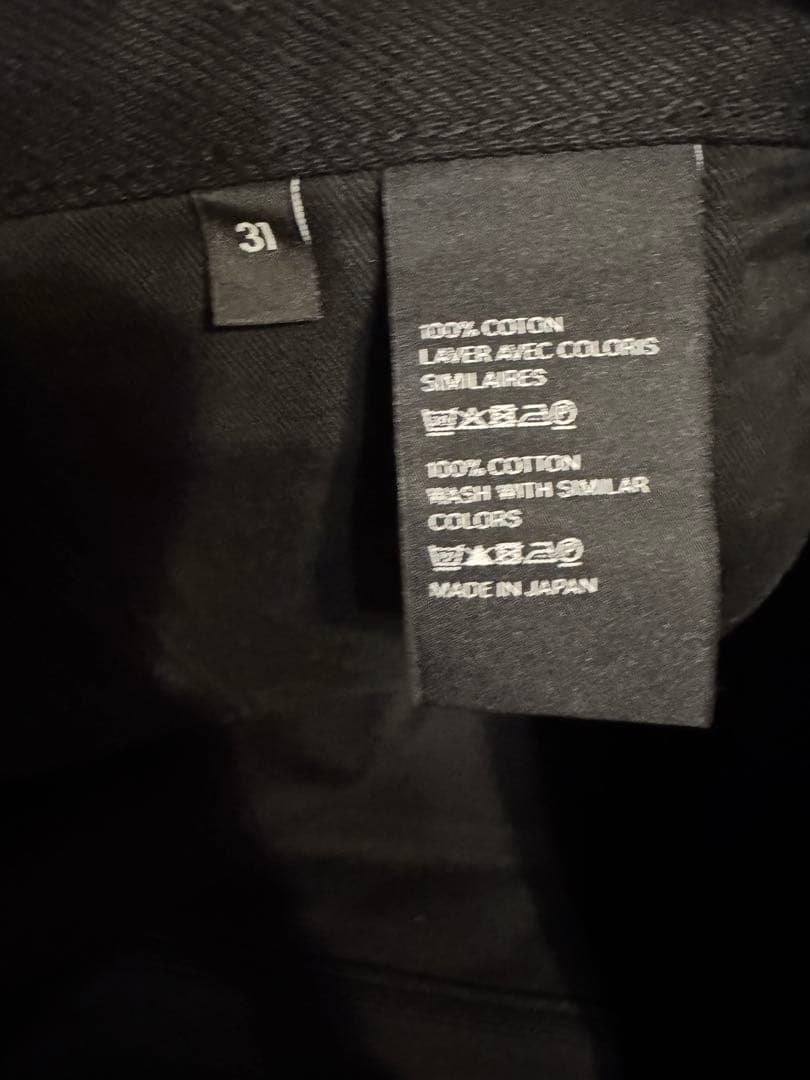 31
100% COTON
LAVER AVEC COLORIS
SIMILAIRES
100% COTTON
WASH WITH SIMILAR
COLORS
MADE IN JAPAN